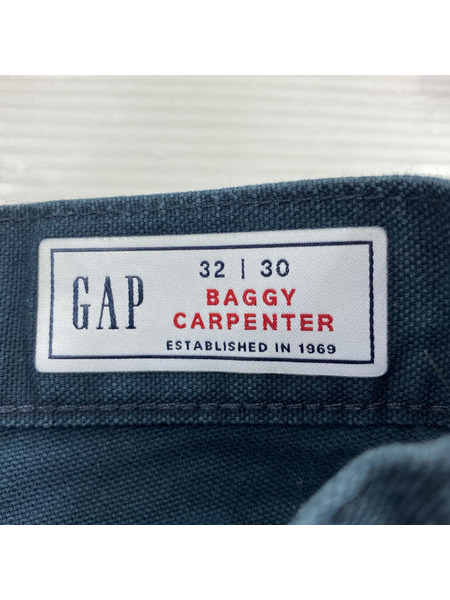 GAP
32 | 30
BAGGY
CARPENTER
ESTABLISHED IN 1969